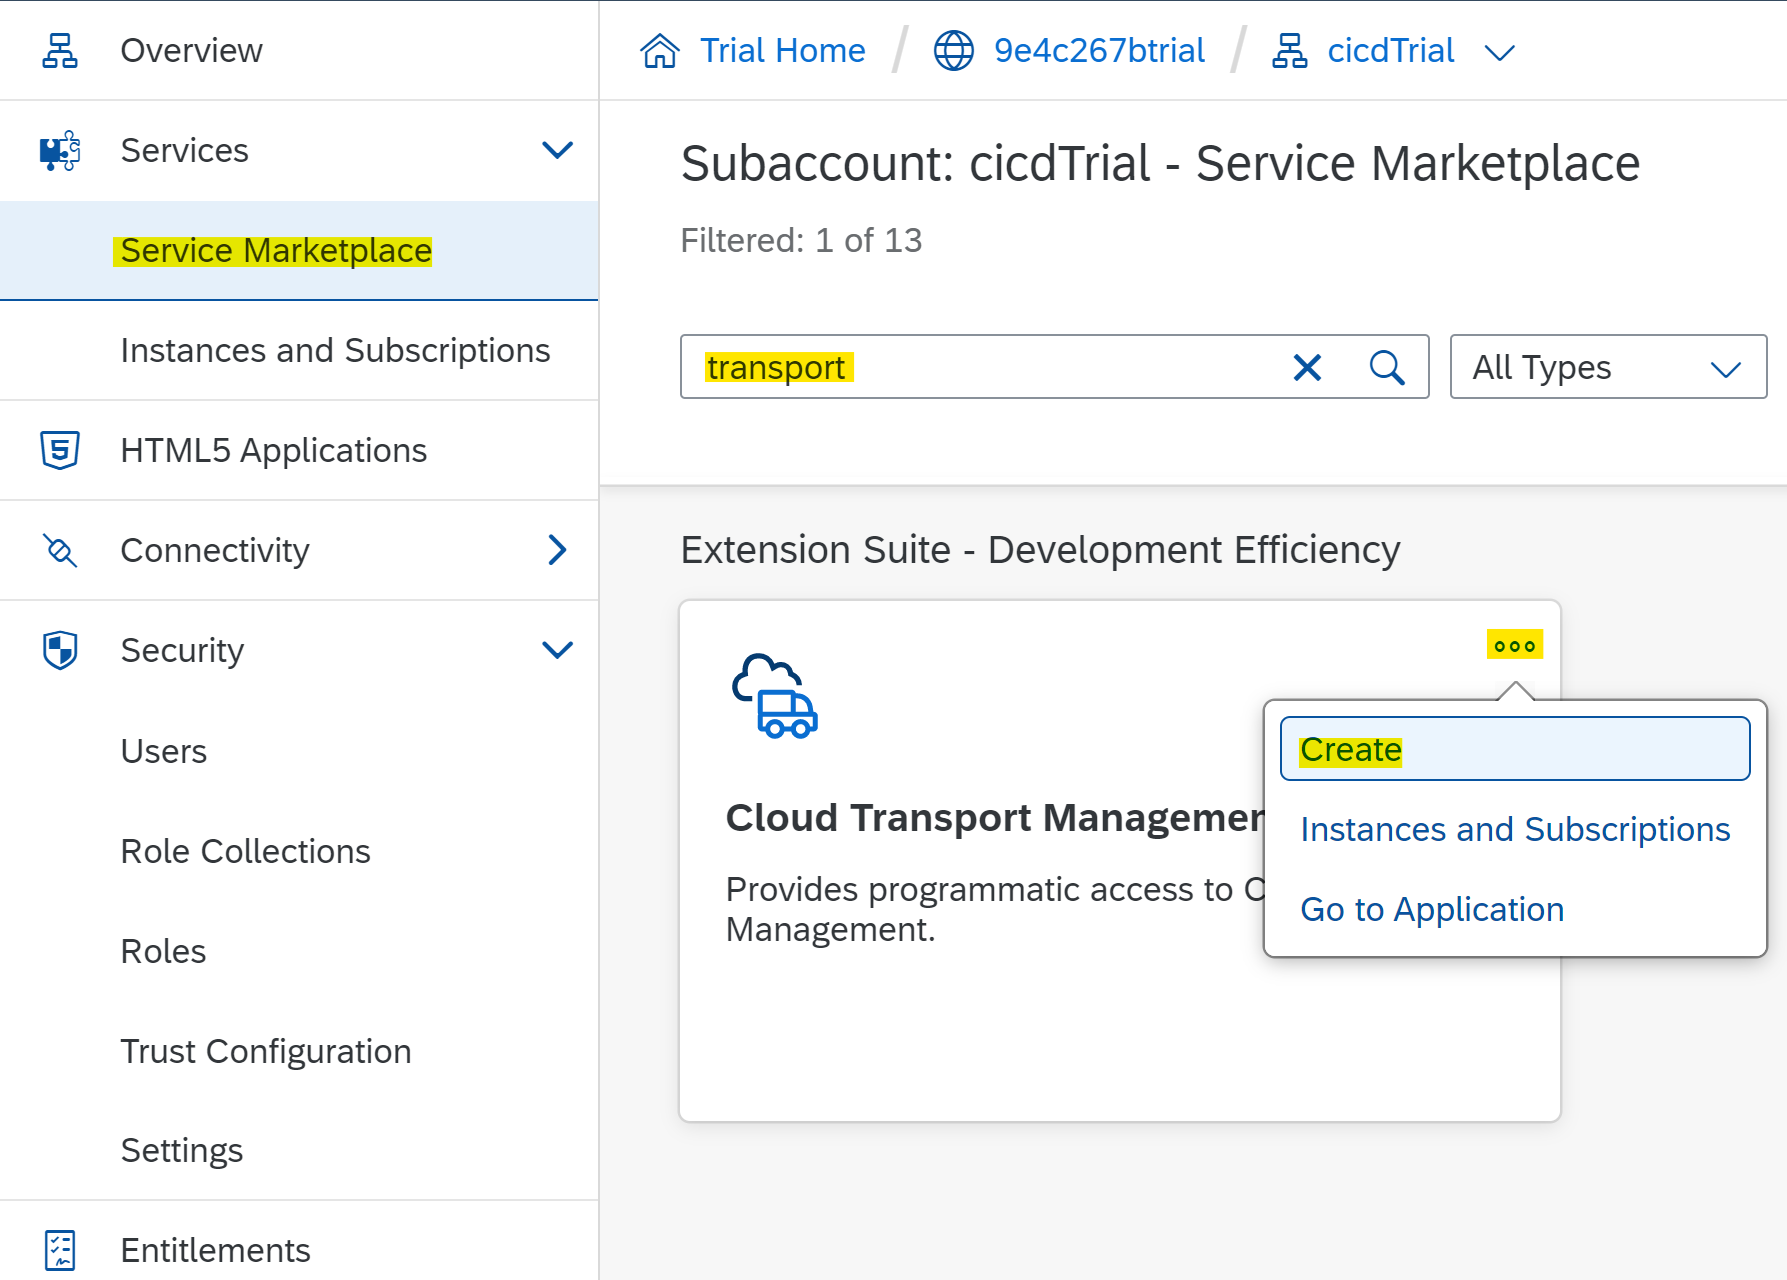 Overview
Services
Service Marketplace
Instances and Subscriptions
HTML5 Applications
Connectivity
Security
Users
Role Collections
Roles
Trust Configuration
Settings
Entitlements
Trial Home / 9e4c267btrial / cicdTrial
Subaccount: cicdTrial - Service Marketplace
Filtered: 1 of 13
transport
All Types
Extension Suite - Development Efficiency
Cloud Transport Managemen
Provides programmatic access to C
Management.
Create
Instances and Subscriptions
Go to Application